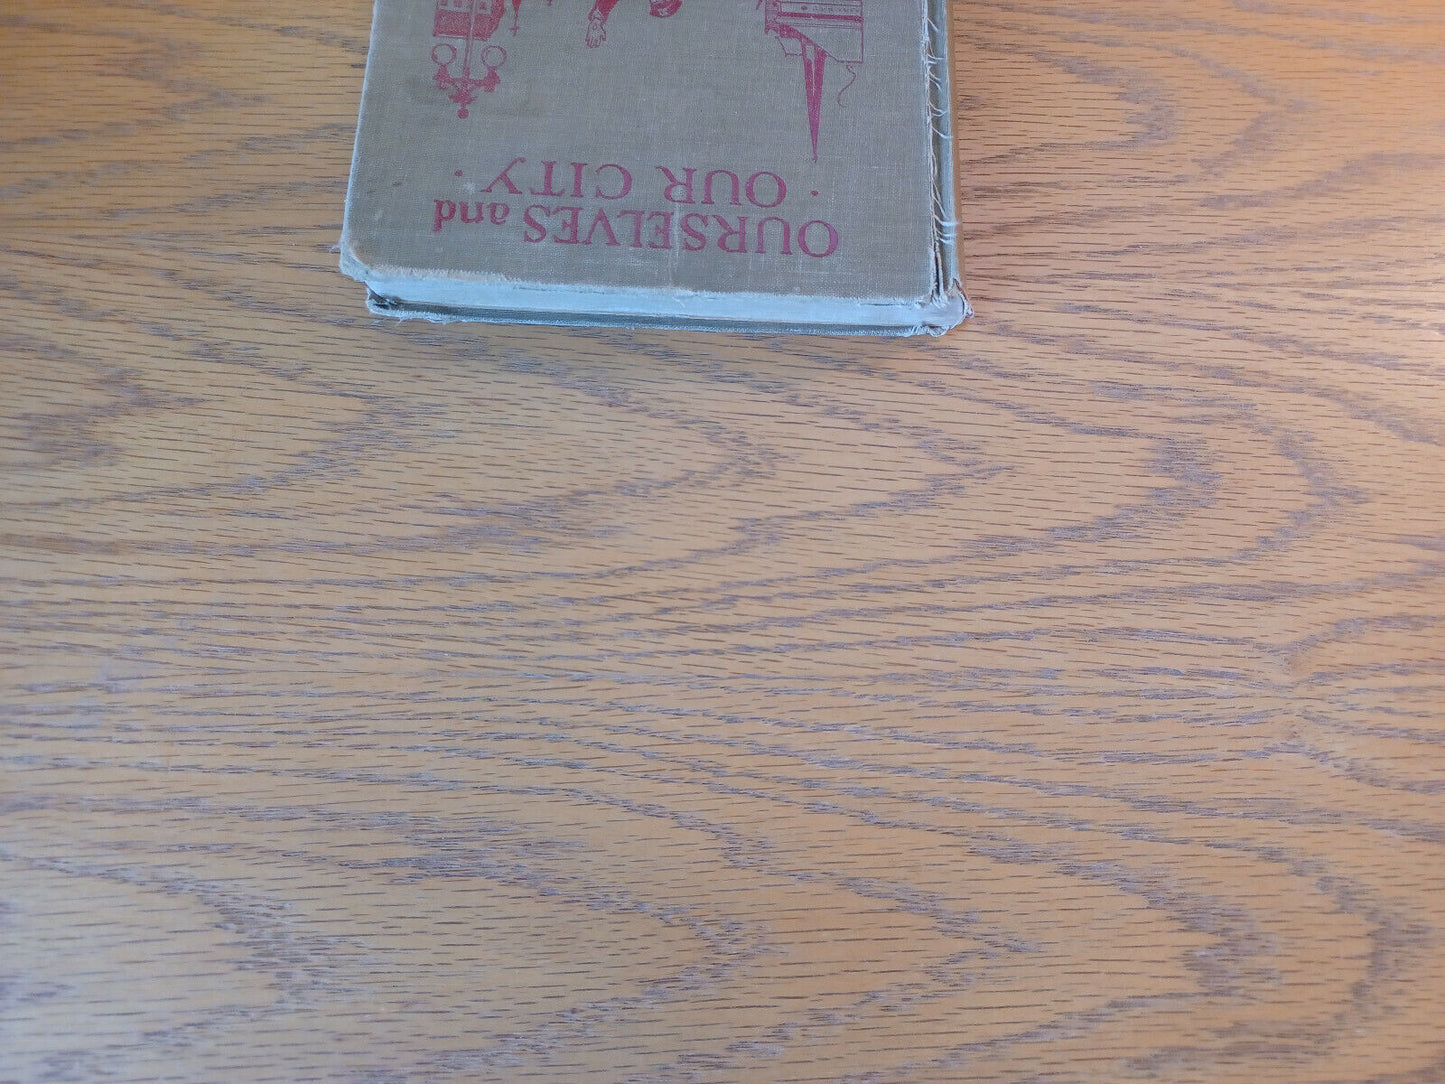 OURSELVES and
· OUR CITY ·